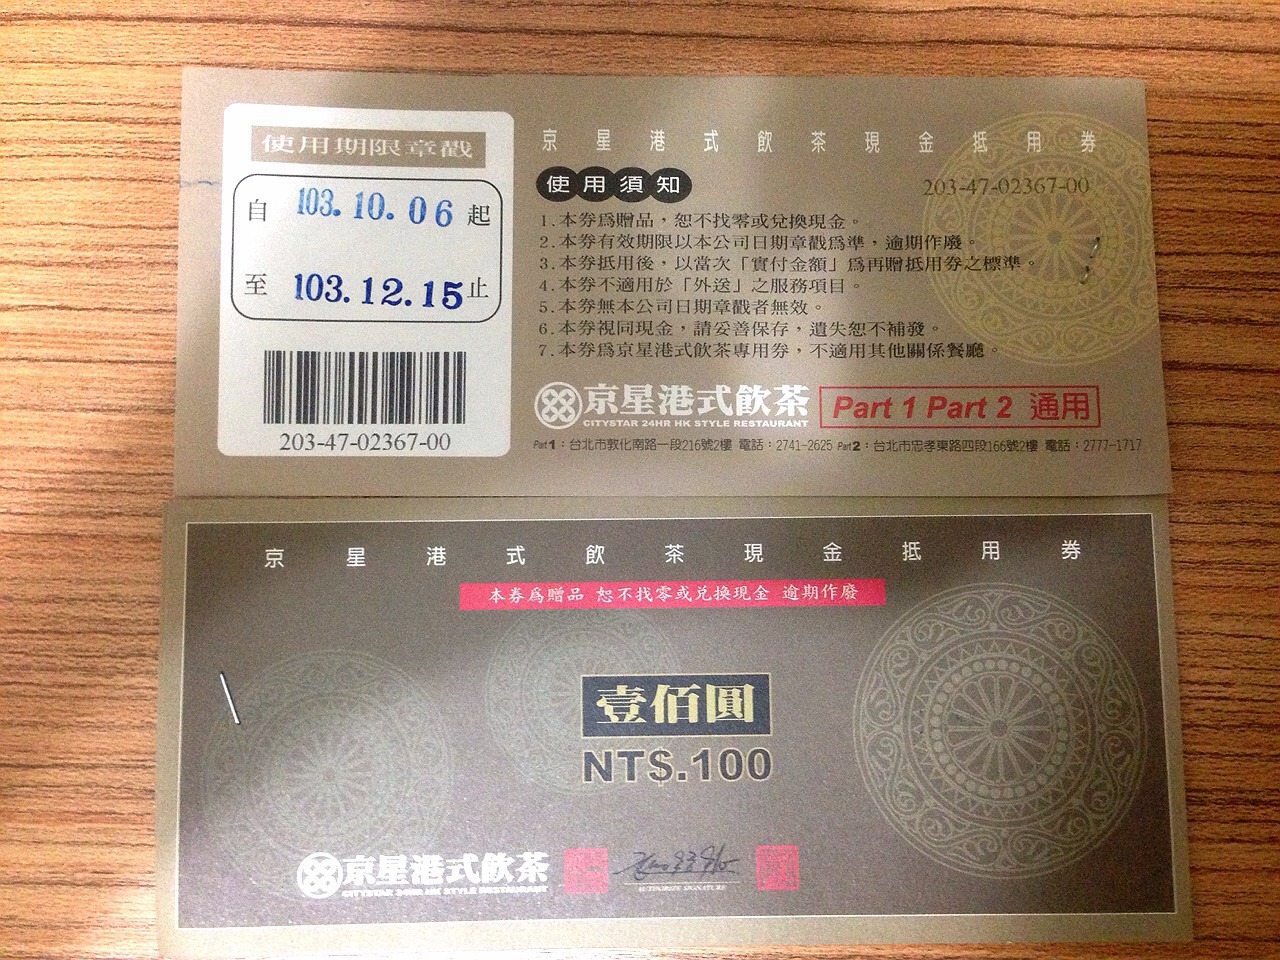 使用期限章戳
自 103.10.06 起
至 103.12.15 止
203-47-02367-00
京星港式飲茶現金抵用券
使用須知
203-47-02367-00
1.本券爲贈品，恕不找零或兌換現金。
2.本券有效期限以本公司日期章戳爲準，逾期作廢。
3.本券抵用後，以當次「實付金額」爲再贈抵用券之標準。
4.本券不適用於「外送」之服務項目。
5.本券無本公司日期章戳者無效。
6.本券視同現金，請妥善保存，遺失恕不補發。
7.本券爲京星港式飲茶專用券，不適用其他關係餐廳。
京星港式飲茶
CITYSTAR 24HR HK STYLE RESTAURANT
Part 1 Part 2 通用
Part1：台北市敦化南路一段216號2樓 電話：2741-2625 Part2：台北市忠孝東路四段166號2樓 電話：2777-1717
京星港式飲茶現金抵用券
本券爲贈品 恕不找零或兌換現金 逾期作廢
壹佰圓
NT$.100
京星港式飲茶
CITYSTAR 24HR HK STYLE RESTAURANT
AUTHORIZE SIGNATURE